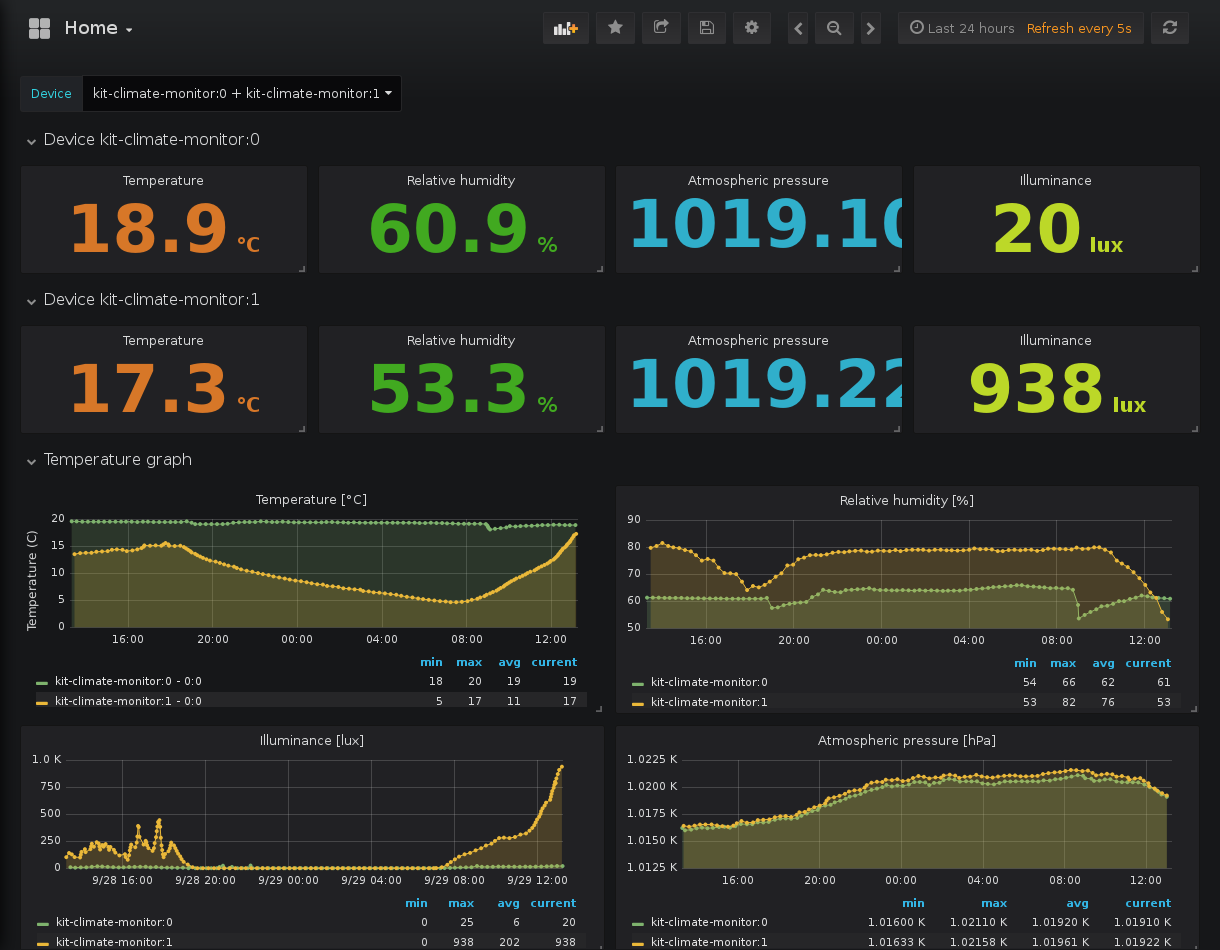 Home
Last 24 hours Refresh every 5s
Device kit-climate-monitor:0 + kit-climate-monitor:1
Device kit-climate-monitor:0
Temperature Relative humidity Atmospheric pressure Illuminance
18.9 °C 60.9 % 1019.10 20 lux
Device kit-climate-monitor:1
Temperature Relative humidity Atmospheric pressure Illuminance
17.3 °C 53.3 % 1019.22 938 lux
Temperature graph
Temperature [°C]
Temperature (C)
20
15
10
5
0
16:00 20:00 00:00 04:00 08:00 12:00
min max avg current
kit-climate-monitor:0 - 0:0 18 20 19 19
kit-climate-monitor:1 - 0:0 5 17 11 17
Relative humidity [%]
90
80
70
60
50
16:00 20:00 00:00 04:00 08:00 12:00
min max avg current
kit-climate-monitor:0 54 66 62 61
kit-climate-monitor:1 53 82 76 53
Illuminance [lux]
1.0 K
750
500
250
0
9/28 16:00 9/28 20:00 9/29 00:00 9/29 04:00 9/29 08:00 9/29 12:00
min max avg current
kit-climate-monitor:0 0 25 6 20
kit-climate-monitor:1 0 938 202 938
Atmospheric pressure [hPa]
1.0225 K
1.0200 K
1.0175 K
1.0150 K
1.0125 K
16:00 20:00 00:00 04:00 08:00 12:00
min max avg current
kit-climate-monitor:0 1.01600 K 1.02110 K 1.01920 K 1.01910 K
kit-climate-monitor:1 1.01633 K 1.02158 K 1.01961 K 1.01922 K